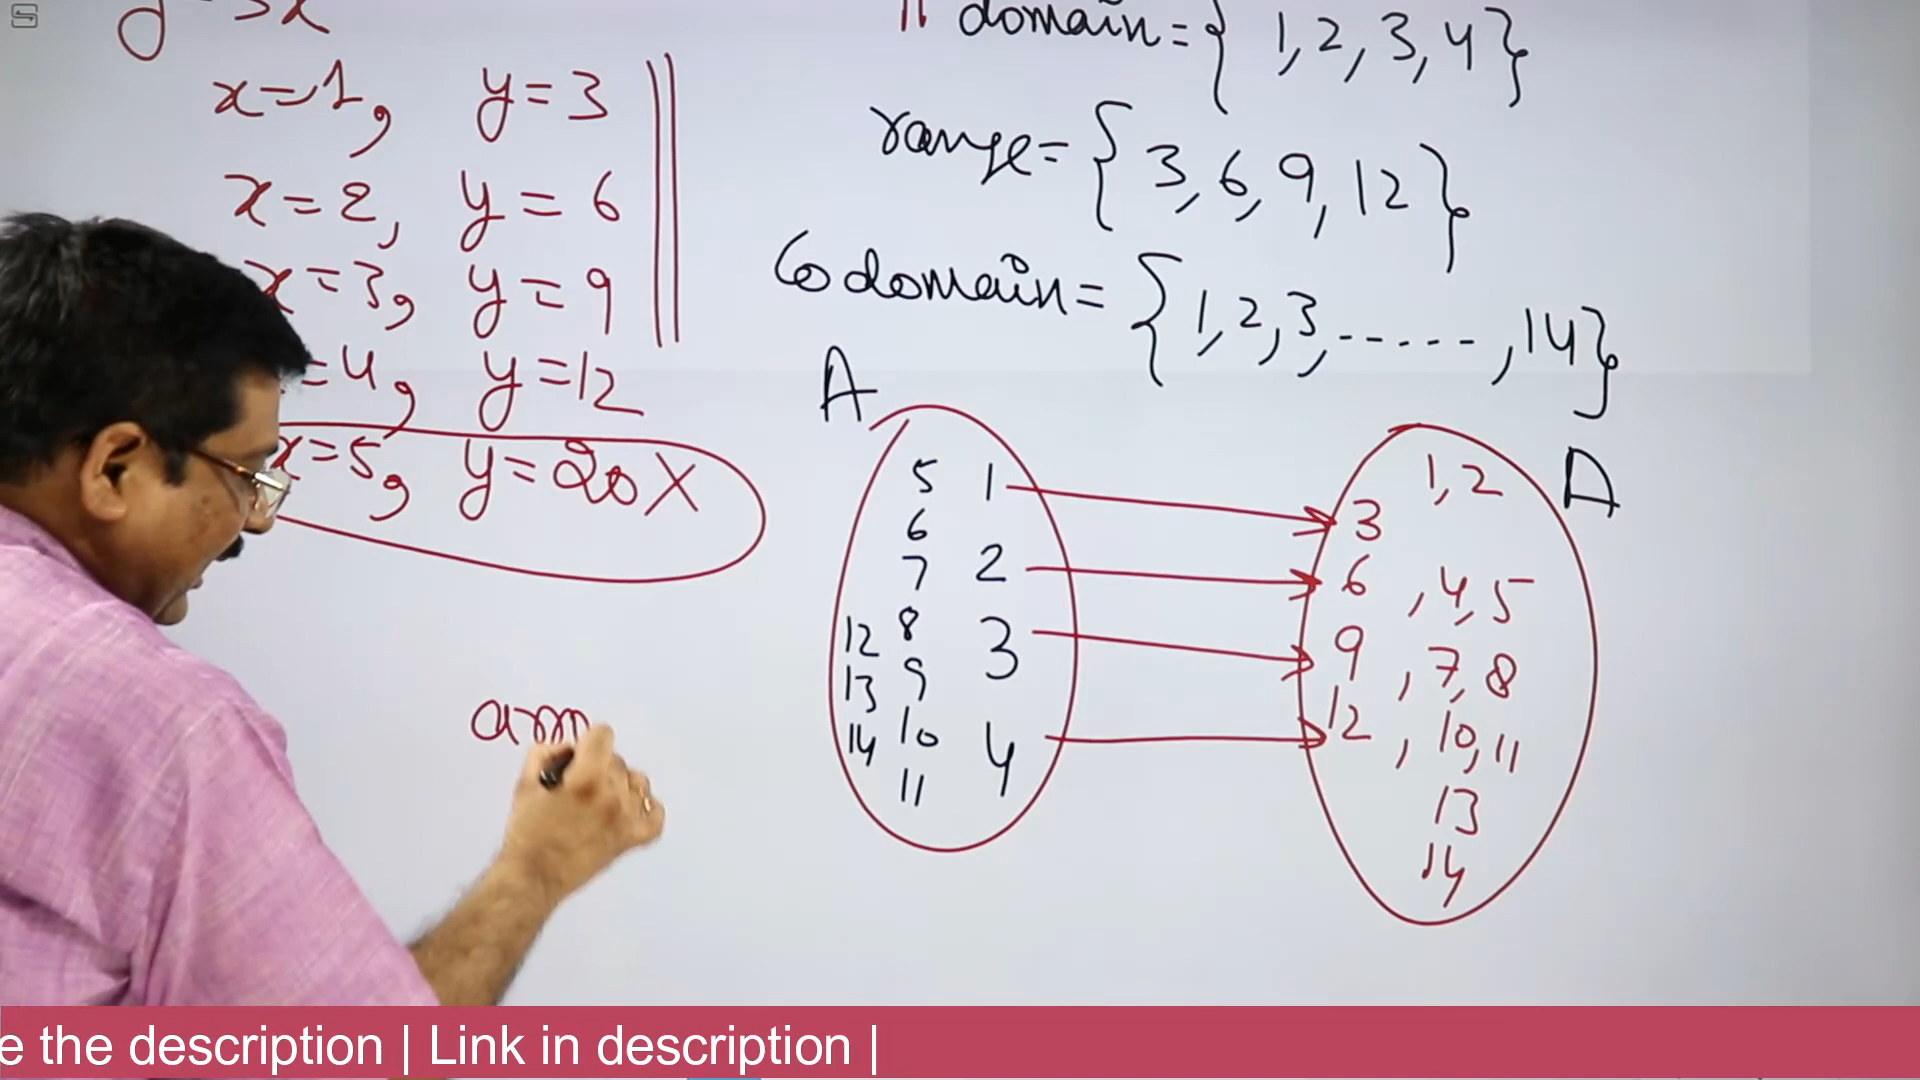 y=3x
x=1, y=3
x=2, y=6
x=3, y=9
=4, y=12
x=5, y=20 X
domain={ 1,2,3,4}
range={ 3,6,9,12}
Codomain={1,2,3,-----,14}
A
5 1
6
7 2
12 8 3
13 9
14 10 4
11
A
1,2
3
6 ,4,5
9 ,7,8
12 ,10,11
13
14
arr
e the description | Link in description |